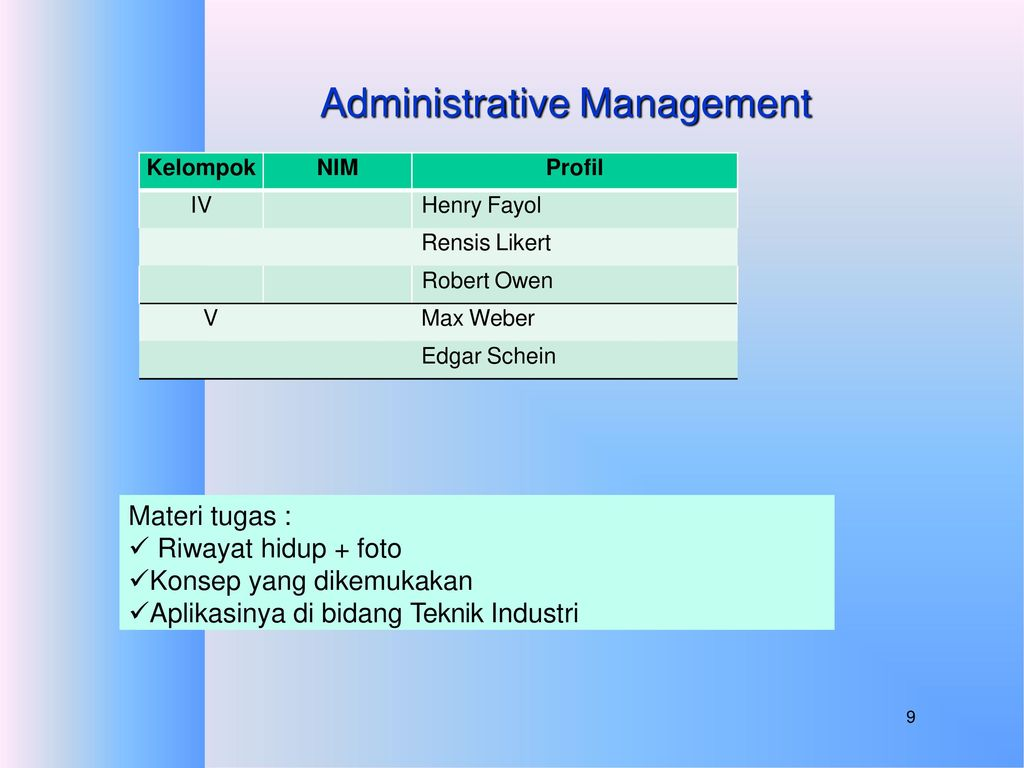 Administrative Management
Kelompok NIM Profil
IV Henry Fayol
Rensis Likert
Robert Owen
V Max Weber
Edgar Schein
Materi tugas :
✓ Riwayat hidup + foto
✓Konsep yang dikemukakan
✓Aplikasinya di bidang Teknik Industri
9